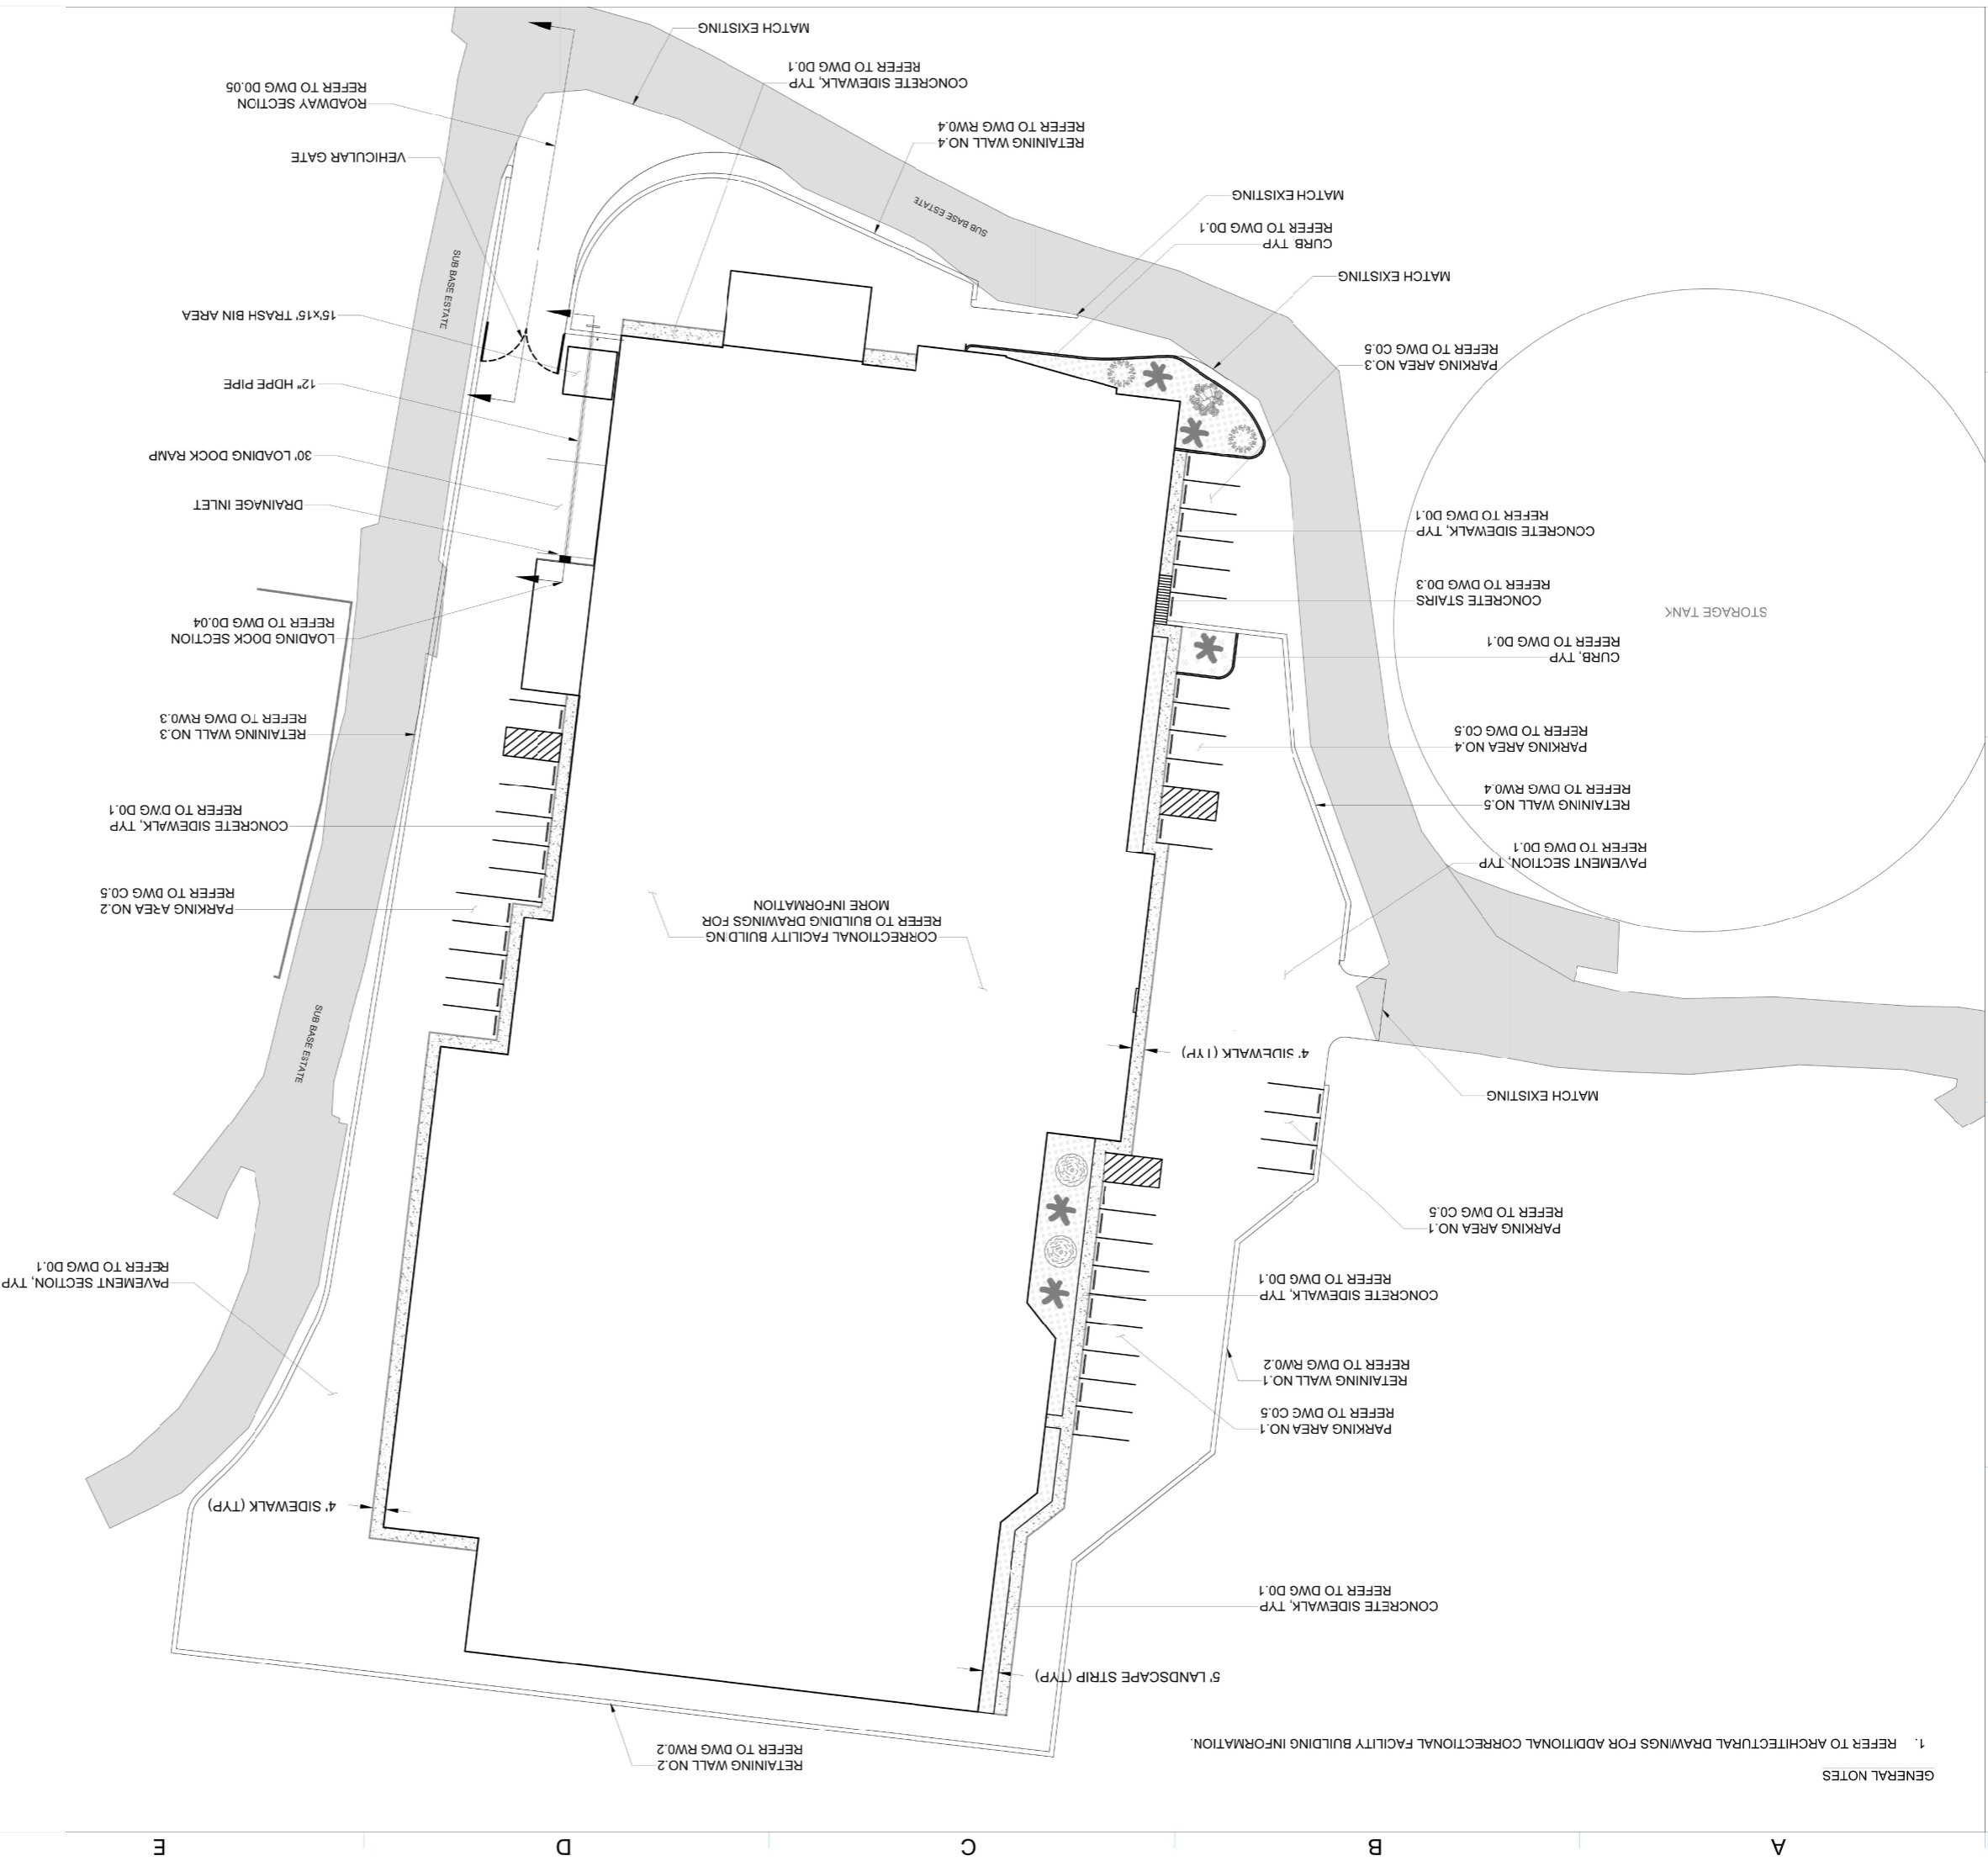 A
B
C
D
E
GENERAL NOTES
1. REFER TO ARCHITECTURAL DRAWINGS FOR ADDITIONAL CORRECTIONAL FACILITY BUILDING INFORMATION.
RETAINING WALL NO.2
REFER TO DWG RW0.2
5' LANDSCAPE STRIP (TYP)
CONCRETE SIDEWALK, TYP
REFER TO DWG D0.1
4' SIDEWALK (TYP)
PARKING AREA NO.1
REFER TO DWG C0.5
RETAINING WALL NO.1
REFER TO DWG RW0.2
CONCRETE SIDEWALK, TYP
REFER TO DWG D0.1
PAVEMENT SECTION, TYP
REFER TO DWG D0.1
PARKING AREA NO.1
REFER TO DWG C0.5
MATCH EXISTING
4' SIDEWALK (TYP)
SUB BASE ESTATE
CORRECTIONAL FACILITY BUILDING
REFER TO BUILDING DRAWINGS FOR
MORE INFORMATION
PARKING AREA NO.2
REFER TO DWG C0.5
PAVEMENT SECTION, TYP
REFER TO DWG D0.1
CONCRETE SIDEWALK, TYP
REFER TO DWG D0.1
RETAINING WALL NO.5
REFER TO DWG RW0.4
PARKING AREA NO.4
REFER TO DWG C0.5
RETAINING WALL NO.3
REFER TO DWG RW0.3
CURB, TYP
REFER TO DWG D0.1
LOADING DOCK SECTION
REFER TO DWG D0.04
STORAGE TANK
CONCRETE STAIRS
REFER TO DWG D0.3
CONCRETE SIDEWALK, TYP
REFER TO DWG D0.1
DRAINAGE INLET
30' LOADING DOCK RAMP
12" HDPE PIPE
PARKING AREA NO.3
REFER TO DWG C0.5
15'x15' TRASH BIN AREA
SUB BASE ESTATE
MATCH EXISTING
CURB TYP
REFER TO DWG D0.1
SUB BASE ESTATE
MATCH EXISTING
VEHICULAR GATE
RETAINING WALL NO.4
REFER TO DWG RW0.4
ROADWAY SECTION
REFER TO DWG D0.05
CONCRETE SIDEWALK, TYP
REFER TO DWG D0.1
MATCH EXISTING